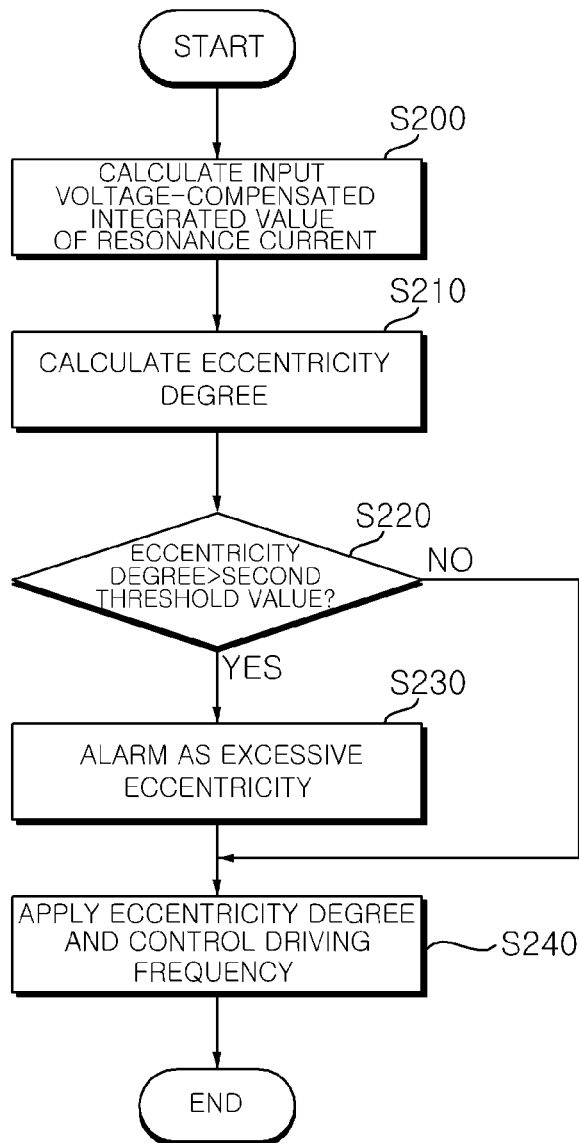 START
S200
CALCULATE INPUT
VOLTAGE-COMPENSATED
INTEGRATED VALUE
OF RESONANCE CURRENT
S210
CALCULATE ECCENTRICITY
DEGREE
S220
ECCENTRICITY
DEGREE>SECOND
THRESHOLD VALUE?
NO
YES
S230
ALARM AS EXCESSIVE
ECCENTRICITY
APPLY ECCENTRICITY DEGREE
AND CONTROL DRIVING
FREQUENCY
S240
END